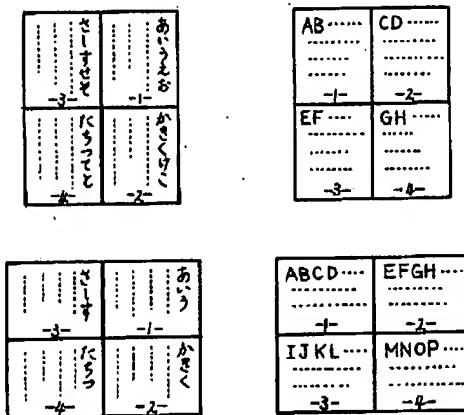 あいうえお
-1-
かきくけこ
-2-
さしすせそ
-3-
たちつてと
-4-
AB
-1-
CD
-2-
EF
-3-
GH
-4-
あいう
-1-
かきく
-2-
さしす
-3-
たちつ
-4-
ABCD
-1-
EFGH
-2-
IJKL
-3-
MNOP
-4-